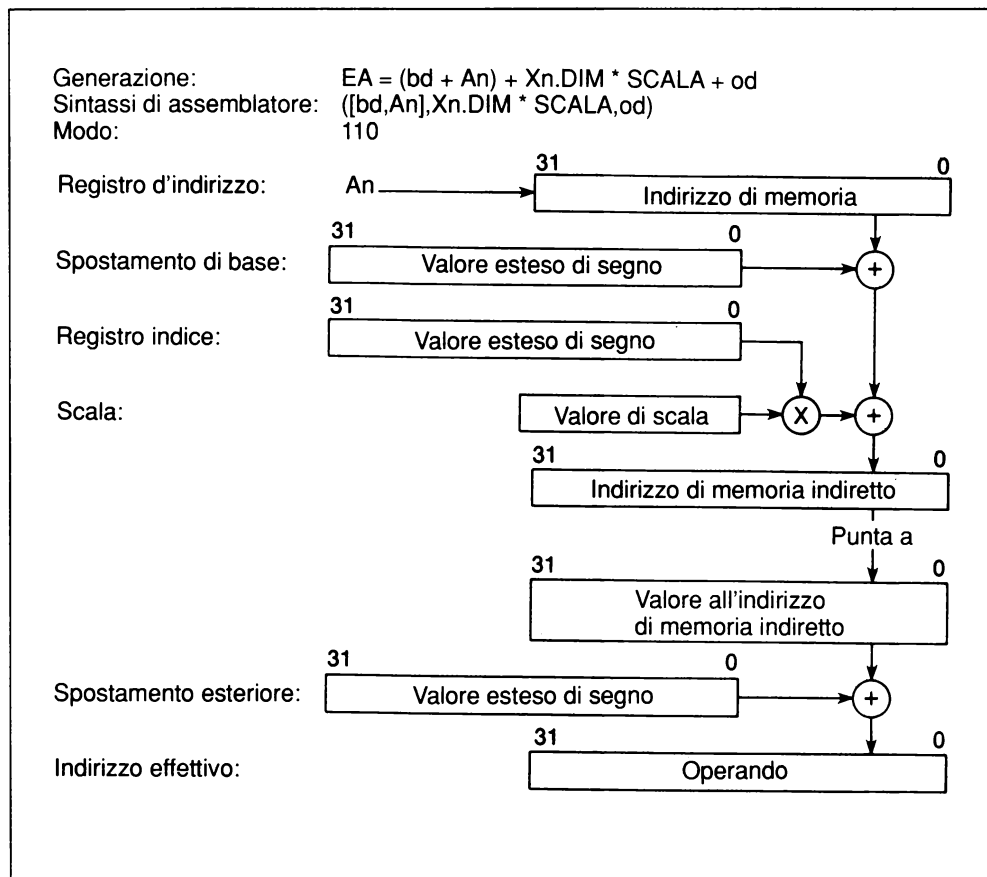 Generazione: EA = (bd + An) + Xn.DIM * SCALA + od
Sintassi di assemblatore: ([bd,An],Xn.DIM * SCALA,od)
Modo: 110
31 0
Registro d'indirizzo: An Indirizzo di memoria
31 0
Spostamento di base: Valore esteso di segno +
31 0
Registro indice: Valore esteso di segno
Scala: Valore di scala X +
31 0
Indirizzo di memoria indiretto
Punta a
31 0
Valore all'indirizzo
di memoria indiretto
31 0
Spostamento esteriore: Valore esteso di segno +
31 0
Indirizzo effettivo: Operando